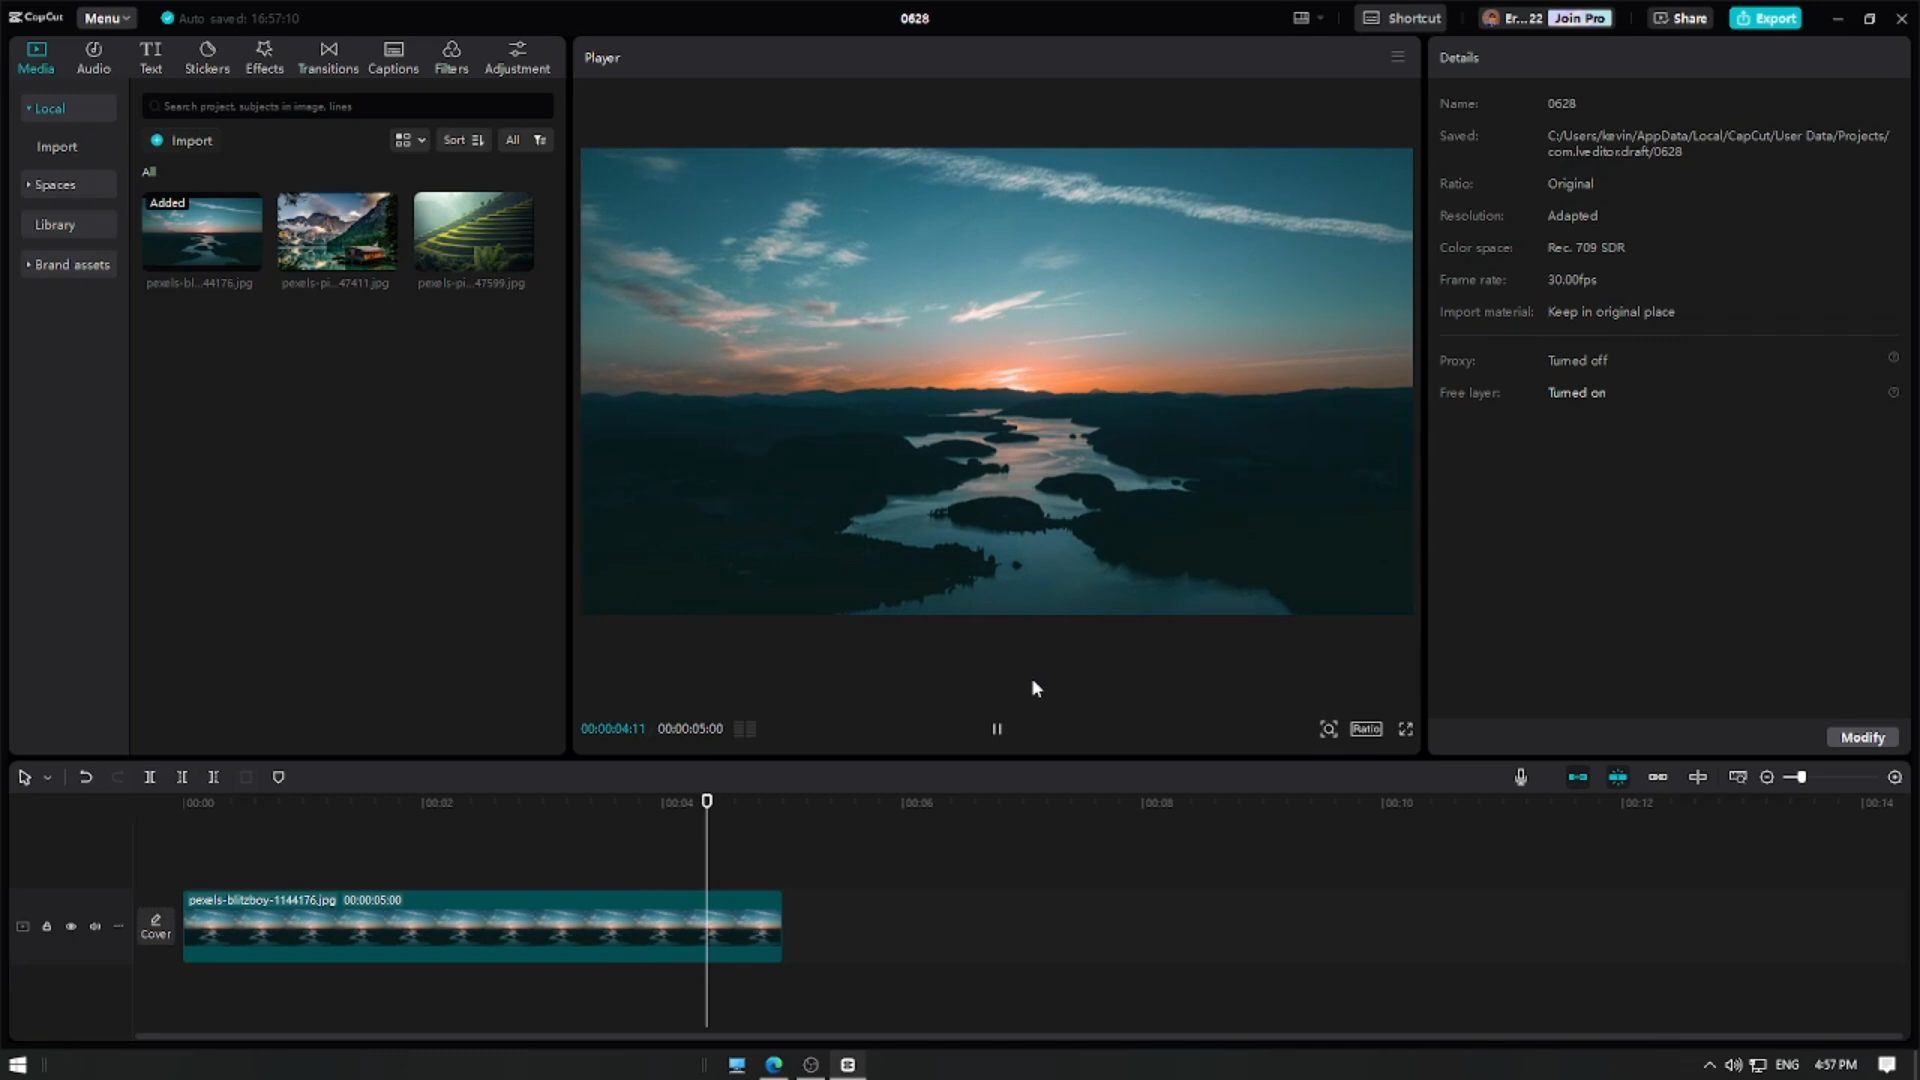 CapCut Menu Auto saved: 16:57:10 0628 Shortcut Er...22 Join Pro Share Export
Media Audio Text Stickers Effects Transitions Captions Filters Adjustment
Local
Import
Spaces
Library
Brand assets
Search project, subjects in image, lines
Import Sort All
All
Added
pexels-bl...44176.jpg pexels-pi...47411.jpg pexels-pi...47599.jpg
Player
00:00:04:11 00:00:05:00 Ratio
Details
Name: 0628
Saved: C:/Users/kevin/AppData/Local/CapCut/User Data/Projects/
com.lveditor.draft/0628
Ratio: Original
Resolution: Adapted
Color space: Rec. 709 SDR
Frame rate: 30.00fps
Import material: Keep in original place
Proxy: Turned off
Free layer: Turned on
Modify
00:00 00:02 00:04 00:06 00:08 00:10 00:12 00:14
pexels-blitzboy-1144176.jpg 00:00:05:00
Cover
ENG 4:57 PM